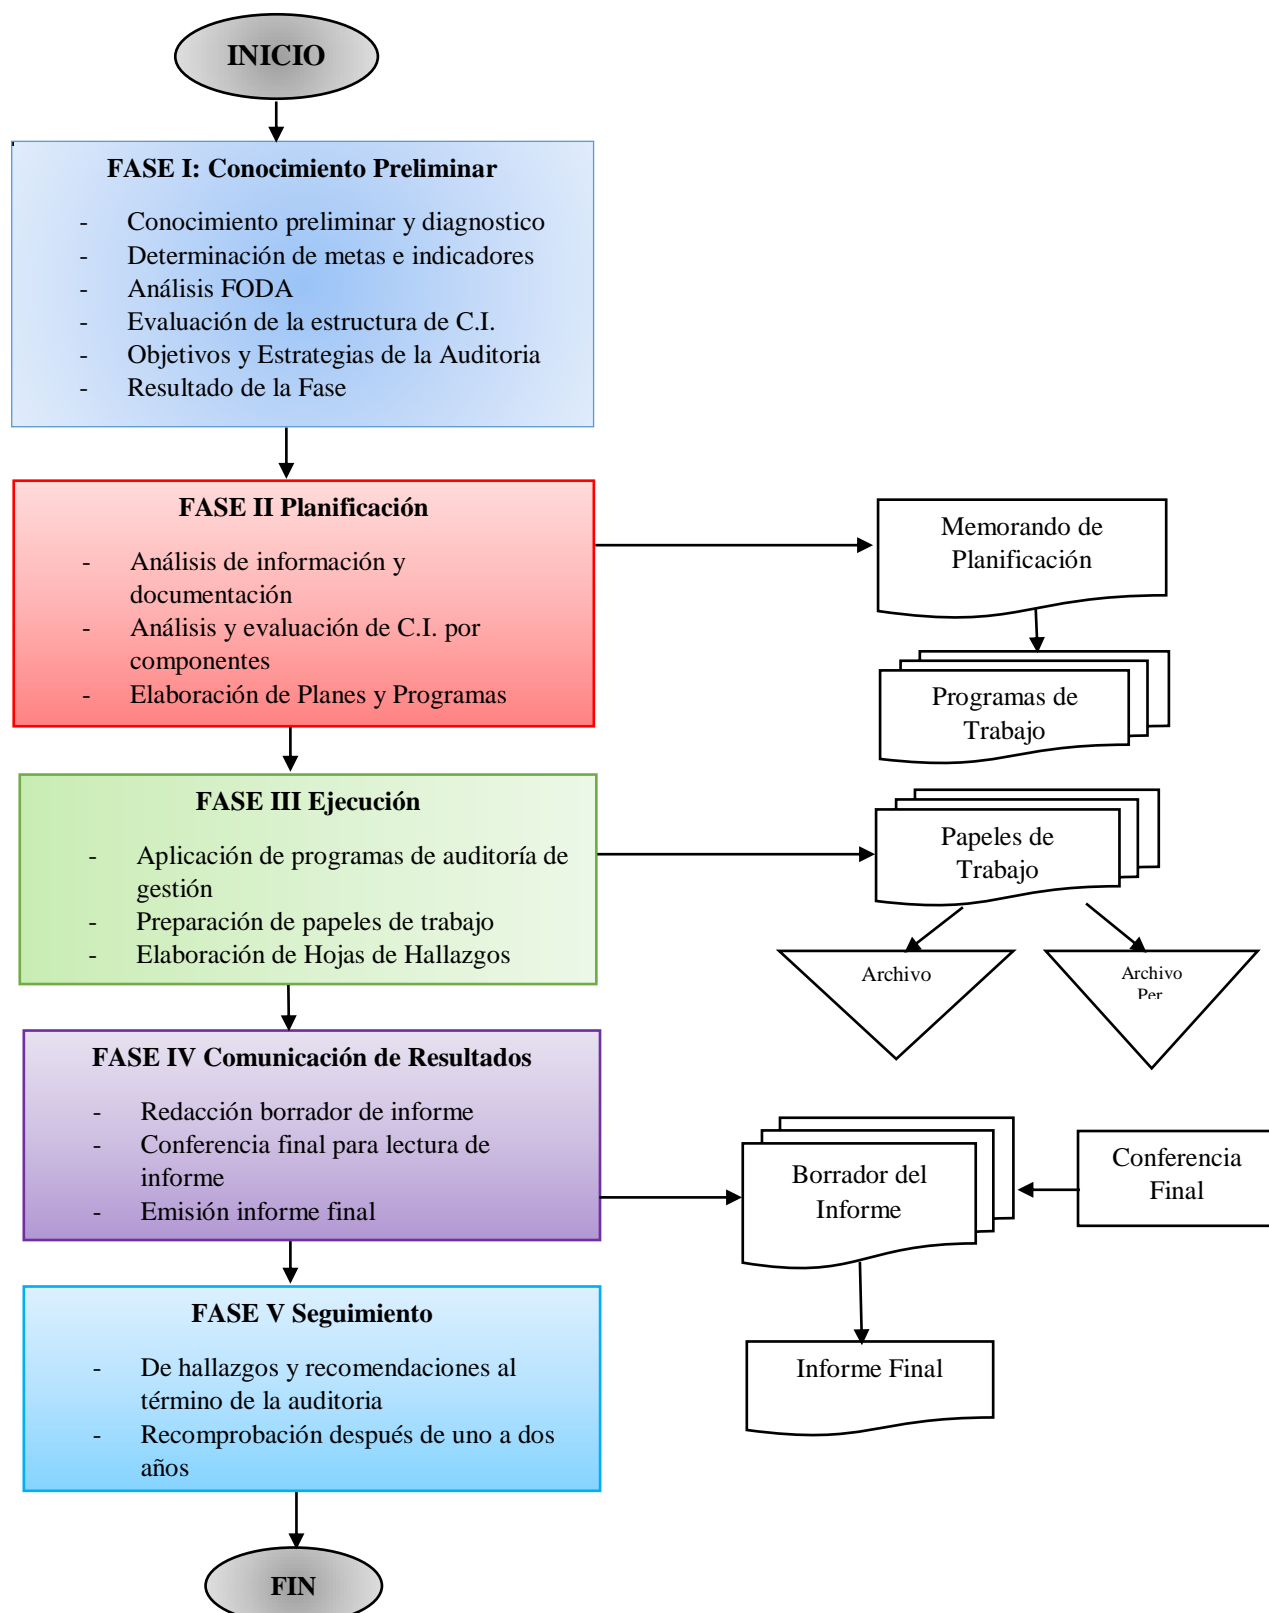 INICIO
FASE I: Conocimiento Preliminar
- Conocimiento preliminar y diagnostico
- Determinación de metas e indicadores
- Análisis FODA
- Evaluación de la estructura de C.I.
- Objetivos y Estrategias de la Auditoria
- Resultado de la Fase
FASE II Planificación
- Análisis de información y
documentación
- Análisis y evaluación de C.I. por
componentes
- Elaboración de Planes y Programas
Memorando de
Planificación
Programas de
Trabajo
FASE III Ejecución
- Aplicación de programas de auditoría de
gestión
- Preparación de papeles de trabajo
- Elaboración de Hojas de Hallazgos
Papeles de
Trabajo
Archivo
Archivo
Per
FASE IV Comunicación de Resultados
- Redacción borrador de informe
- Conferencia final para lectura de
informe
- Emisión informe final
Borrador del
Informe
Conferencia
Final
FASE V Seguimiento
- De hallazgos y recomendaciones al
término de la auditoria
- Recomprobación después de uno a dos
años
Informe Final
FIN